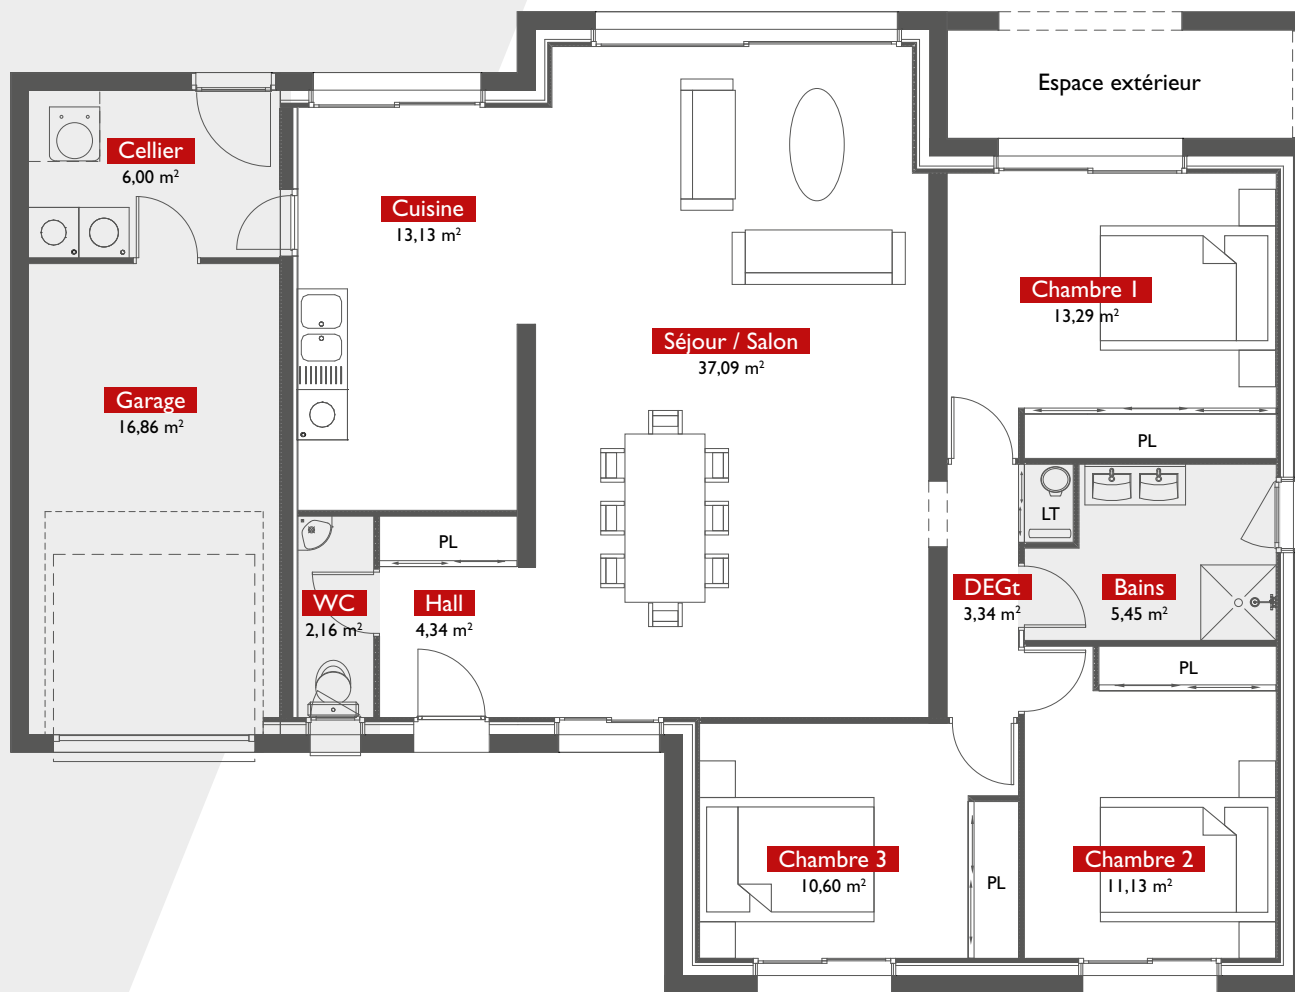 Espace extérieur
Cellier
6,00 m²
Cuisine
13,13 m²
Chambre 1
13,29 m²
Séjour / Salon
37,09 m²
Garage
16,86 m²
PL
LT
PL
DEGt
3,34 m²
Bains
5,45 m²
WC
2,16 m²
Hall
4,34 m²
PL
Chambre 3
10,60 m²
PL
Chambre 2
11,13 m²